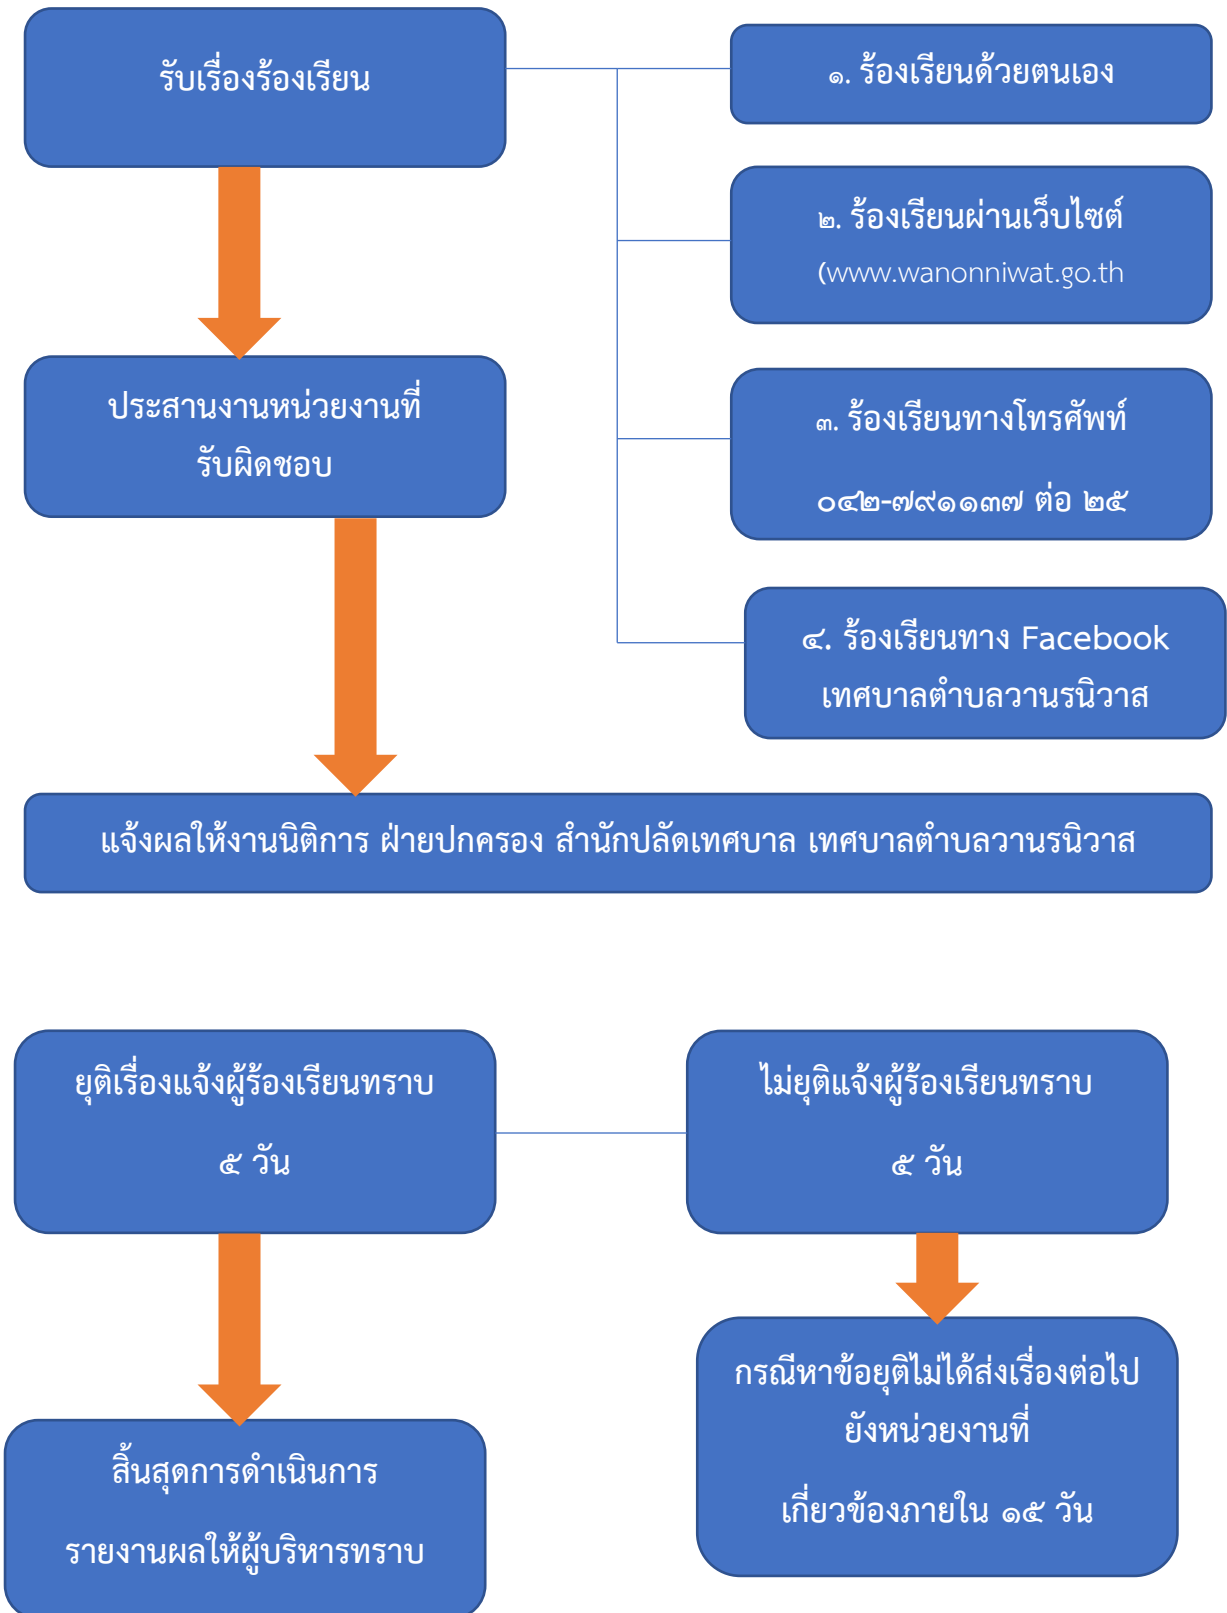 รับเรื่องร้องเรียน
๑. ร้องเรียนด้วยตนเอง
๒. ร้องเรียนผ่านเว็บไซต์
(www.wanonniwat.go.th
ประสานงานหน่วยงานที่
รับผิดชอบ
๓. ร้องเรียนทางโทรศัพท์
๐๔๒-๗๙๑๑๓๗ ต่อ ๒๕
๔. ร้องเรียนทาง Facebook
เทศบาลตำบลวานรนิวาส
แจ้งผลให้งานนิติการ ฝ่ายปกครอง สำนักปลัดเทศบาล เทศบาลตำบลวานรนิวาส
ยุติเรื่องแจ้งผู้ร้องเรียนทราบ
๕ วัน
ไม่ยุติแจ้งผู้ร้องเรียนทราบ
๕ วัน
กรณีหาข้อยุติไม่ได้ส่งเรื่องต่อไป
ยังหน่วยงานที่
เกี่ยวข้องภายใน ๑๕ วัน
สิ้นสุดการดำเนินการ
รายงานผลให้ผู้บริหารทราบ